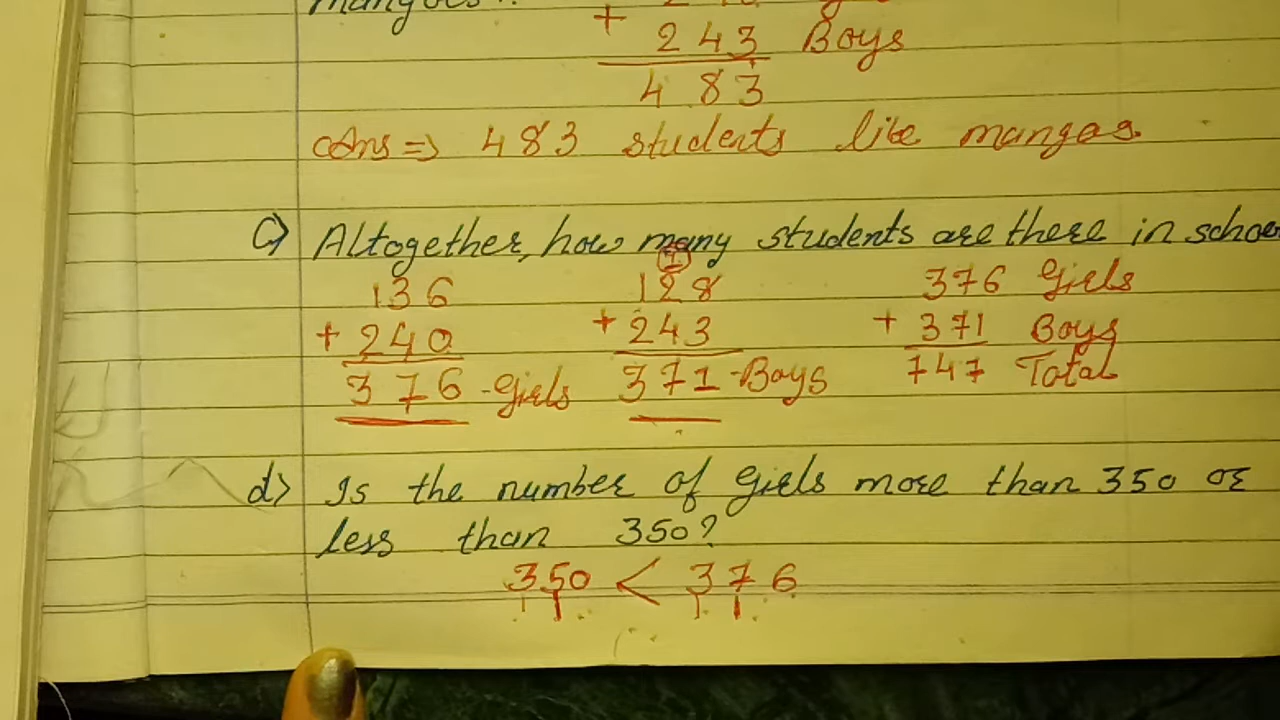 +
243 Boys
483
Ans => 483 students like mangos.
c) Altogether, how many students are there in
136
+ 240
376 - Girls
1
128
+ 243
371 - Boys
376 Girls
+ 371 Boys
747 Total
d) Is the number of girls more than 350 or
less than 350?
350 < 376